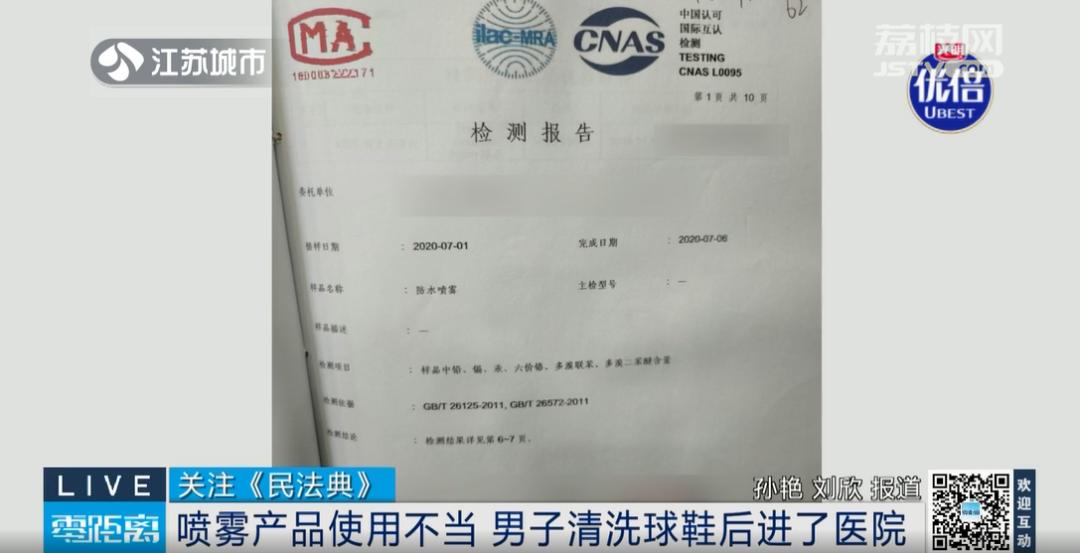 江苏城市
MA
ilac-MRA
CNAS
中国认可
国际互认
检测
TESTING
CNAS L0095
荔枝网
JSTV.COM
光明
优倍
UBEST
第 1 页 共 10 页
检 测 报 告
委托单位
接样日期 : 2020-07-01 完成日期 : 2020-07-06
样品名称 : 防水喷雾 主检型号 : —
样品描述 : —
检测项目 : 样品中铅、镉、汞、六价铬、多溴联苯、多溴二苯醚含量
检测依据 : GB/T 26125-2011, GB/T 26572-2011
检测结论 : 检测结果详见第 6~7 页。
LIVE 关注《民法典》 孙艳 刘欣 报道
零距离 喷雾产品使用不当 男子清洗球鞋后进了医院
欢迎互动